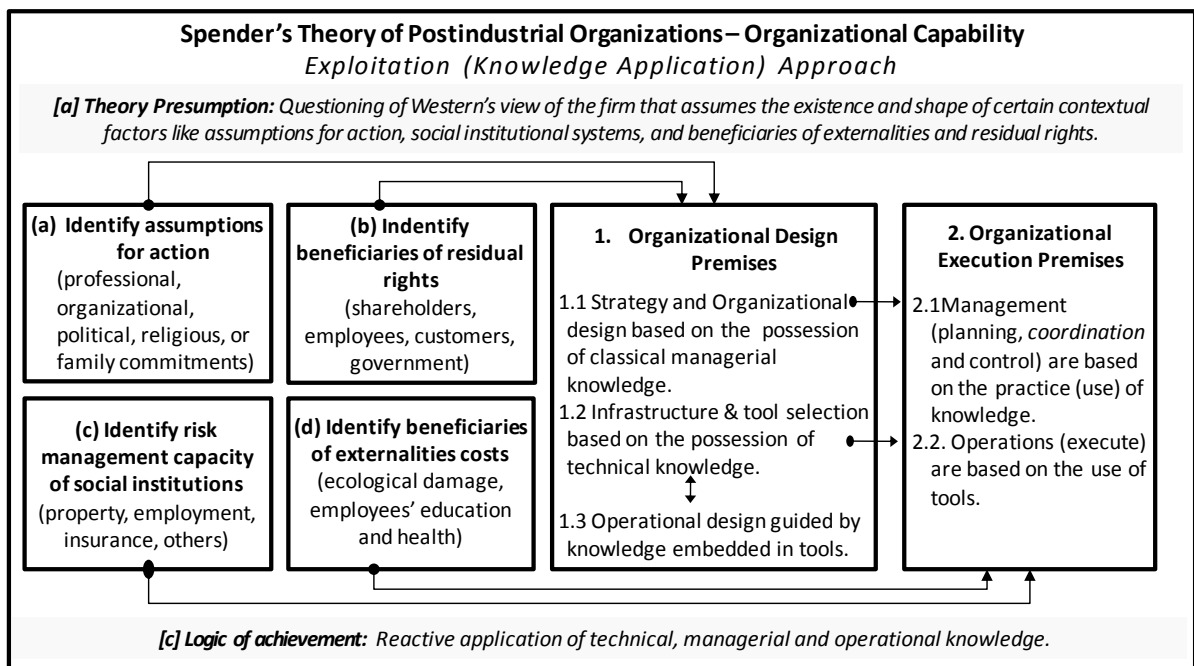 Spender's Theory of Postindustrial Organizations – Organizational Capability
Exploitation (Knowledge Application) Approach
[a] Theory Presumption: Questioning of Western's view of the firm that assumes the existence and shape of certain contextual
factors like assumptions for action, social institutional systems, and beneficiaries of externalities and residual rights.
(a) Identify assumptions
for action
(professional,
organizational,
political, religious, or
family commitments)
(b) Indentify
beneficiaries of residual
rights
(shareholders,
employees, customers,
government)
(c) Identify risk
management capacity
of social institutions
(property, employment,
insurance, others)
(d) Identify beneficiaries
of externalities costs
(ecological damage,
employees' education
and health)
1. Organizational Design
Premises
1.1 Strategy and Organizational
design based on the possession
of classical managerial
knowledge.
1.2 Infrastructure & tool selection
based on the possession of
technical knowledge.
1.3 Operational design guided by
knowledge embedded in tools.
2. Organizational
Execution Premises
2.1Management
(planning, coordination
and control) are based
on the practice (use) of
knowledge.
2.2. Operations (execute)
are based on the use of
tools.
[c] Logic of achievement: Reactive application of technical, managerial and operational knowledge.